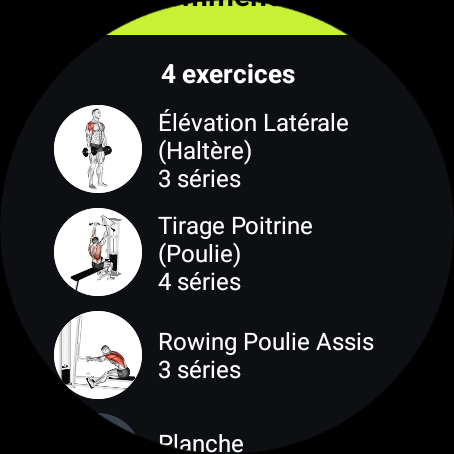 4 exercices
Élévation Latérale
(Haltère)
3 séries
Tirage Poitrine
(Poulie)
4 séries
Rowing Poulie Assis
3 séries
Planche